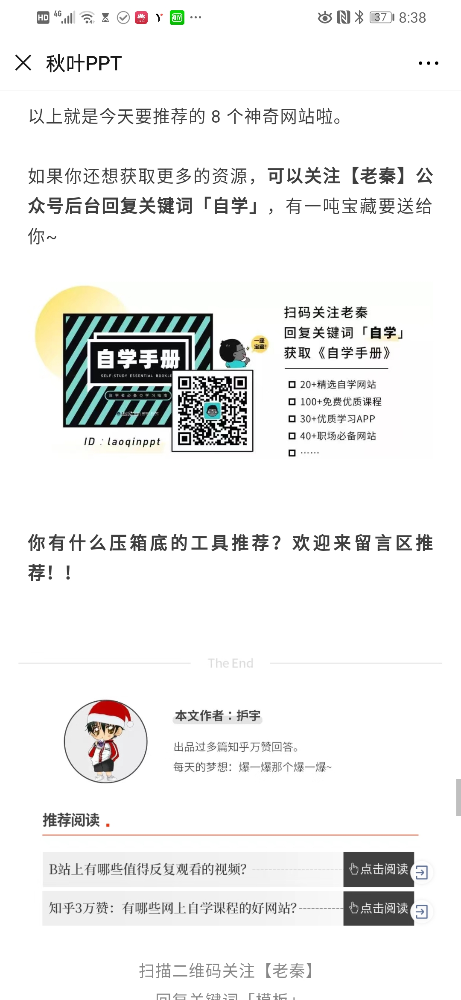 HD 4G iQIYI 37 8:38
秋叶PPT
以上就是今天要推荐的 8 个神奇网站啦。
如果你还想获取更多的资源，可以关注【老秦】公
众号后台回复关键词「自学」，有一吨宝藏要送给
你~
自学手册
SELF-STUDY ESSENTIAL BOOKLE
自学者必备の学习指南
LaoQinPPT
ID：laoqinppt
一座
宝藏!
扫码关注老秦
回复关键词「自学」
获取《自学手册》
20+精选自学网站
100+免费优质课程
30+优质学习APP
40+职场必备网站
……
你有什么压箱底的工具推荐？欢迎来留言区推
荐！！
The End
本文作者：护宇
出品过多篇知乎万赞回答。
每天的梦想：爆一爆那个爆一爆~
推荐阅读
B站上有哪些值得反复观看的视频? 点击阅读
知乎3万赞：有哪些网上自学课程的好网站? 点击阅读
扫描二维码关注【老秦】
回复关键词「模板」